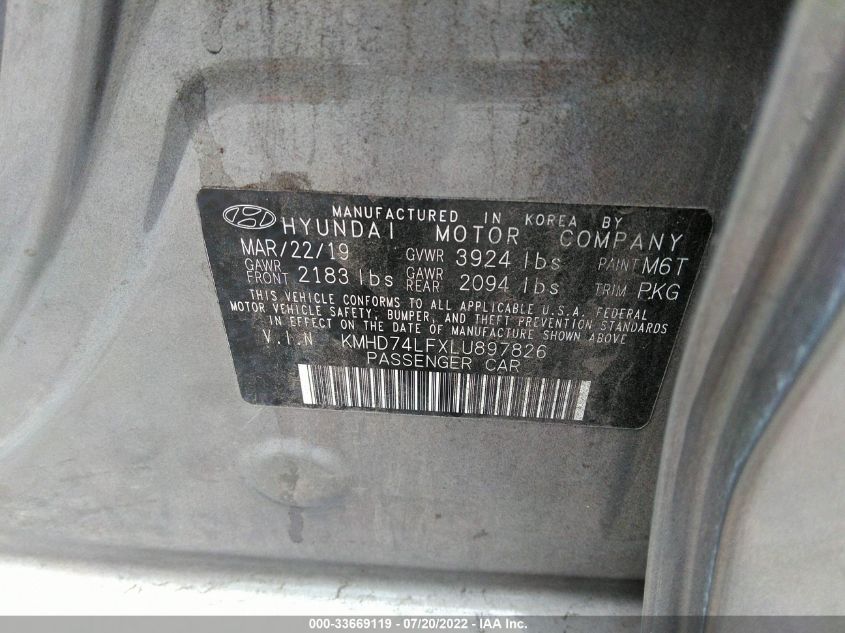 MANUFACTURED IN KOREA BY
HYUNDAI MOTOR COMPANY
MAR/22/19 GVWR 3924 lbs PAINT M6T
GAWR FRONT 2183 lbs GAWR REAR 2094 lbs TRIM PKG
THIS VEHICLE CONFORMS TO ALL APPLICABLE U.S.A. FEDERAL
MOTOR VEHICLE SAFETY, BUMPER, AND THEFT PREVENTION STANDARDS
IN EFFECT ON THE DATE OF MANUFACTURE SHOWN ABOVE
V.I.N KMHD74LFXLU897826
PASSENGER CAR
000-33669119 / 07/20/2022 - IAA Inc.